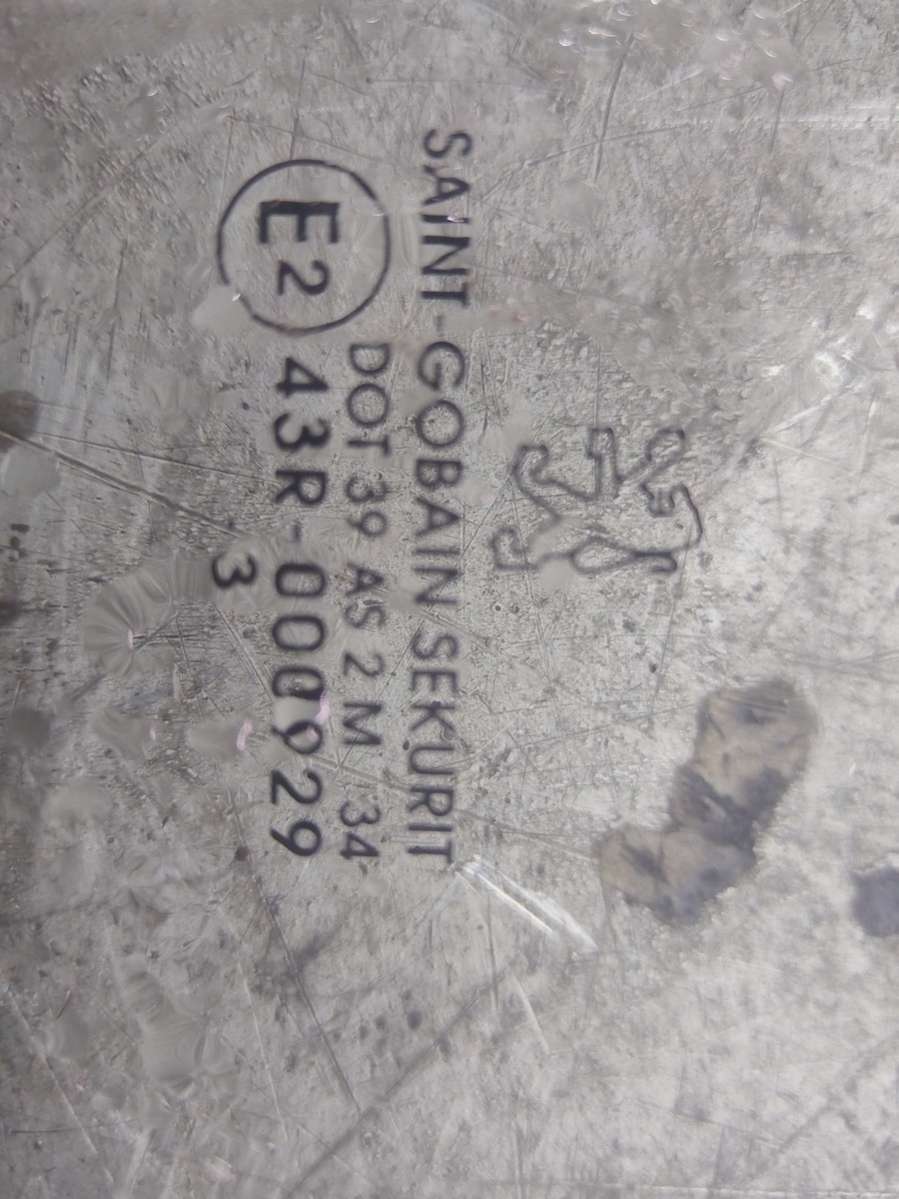 SAINT-GOBAIN SEKURIT
DOT 39 AS 2 M 34
E2 43R-000929
3